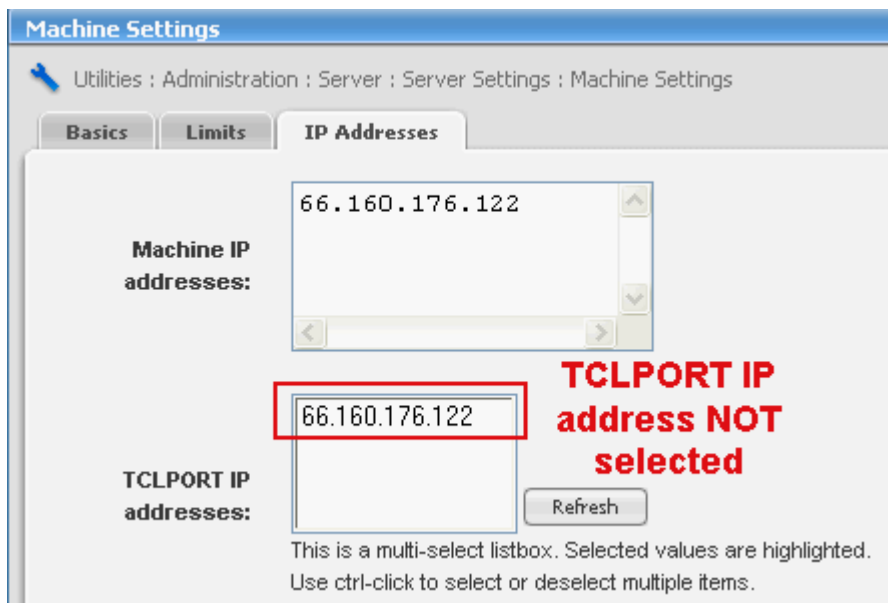 Machine Settings
Utilities : Administration : Server : Server Settings : Machine Settings
Basics Limits IP Addresses
66.160.176.122
Machine IP
addresses:
TCLPORT IP
address NOT
selected
66.160.176.122
TCLPORT IP
addresses:
Refresh
This is a multi-select listbox. Selected values are highlighted.
Use ctrl-click to select or deselect multiple items.